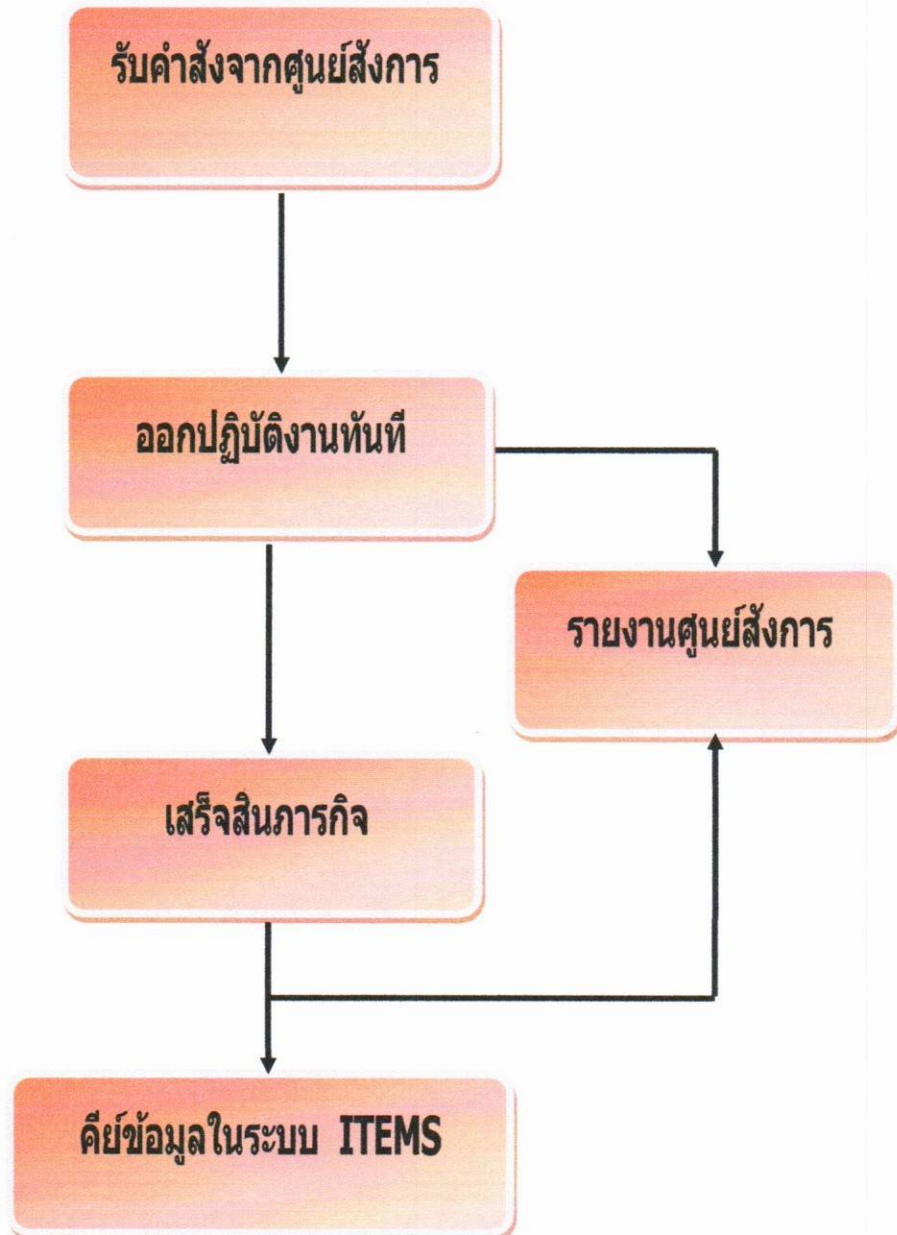 รับคำสั่งจากศูนย์สั่งการ
ออกปฏิบัติงานทันที
รายงานศูนย์สั่งการ
เสร็จสิ้นภารกิจ
คีย์ข้อมูลในระบบ ITEMS